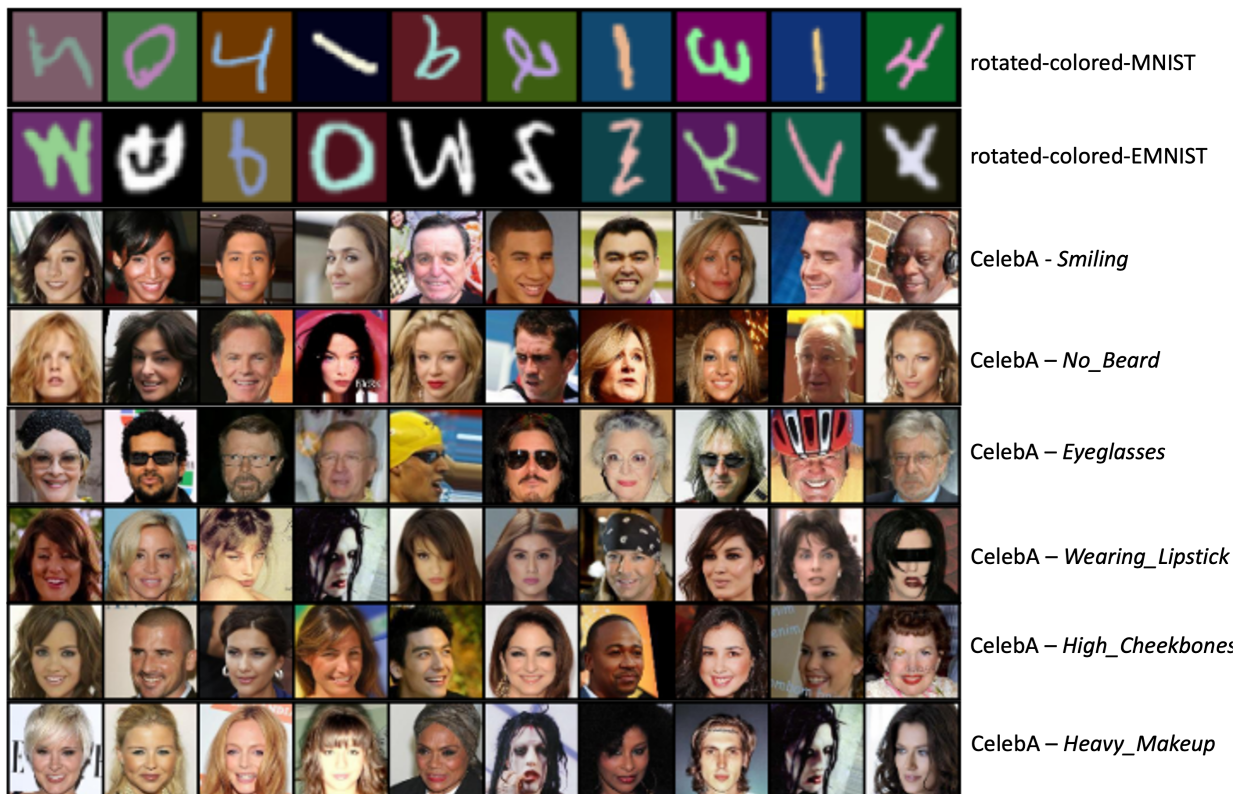 rotated-colored-MNIST
rotated-colored-EMNIST
CelebA - Smiling
CelebA – No_Beard
CelebA – Eyeglasses
CelebA – Wearing_Lipstick
CelebA – High_Cheekbones
CelebA – Heavy_Makeup